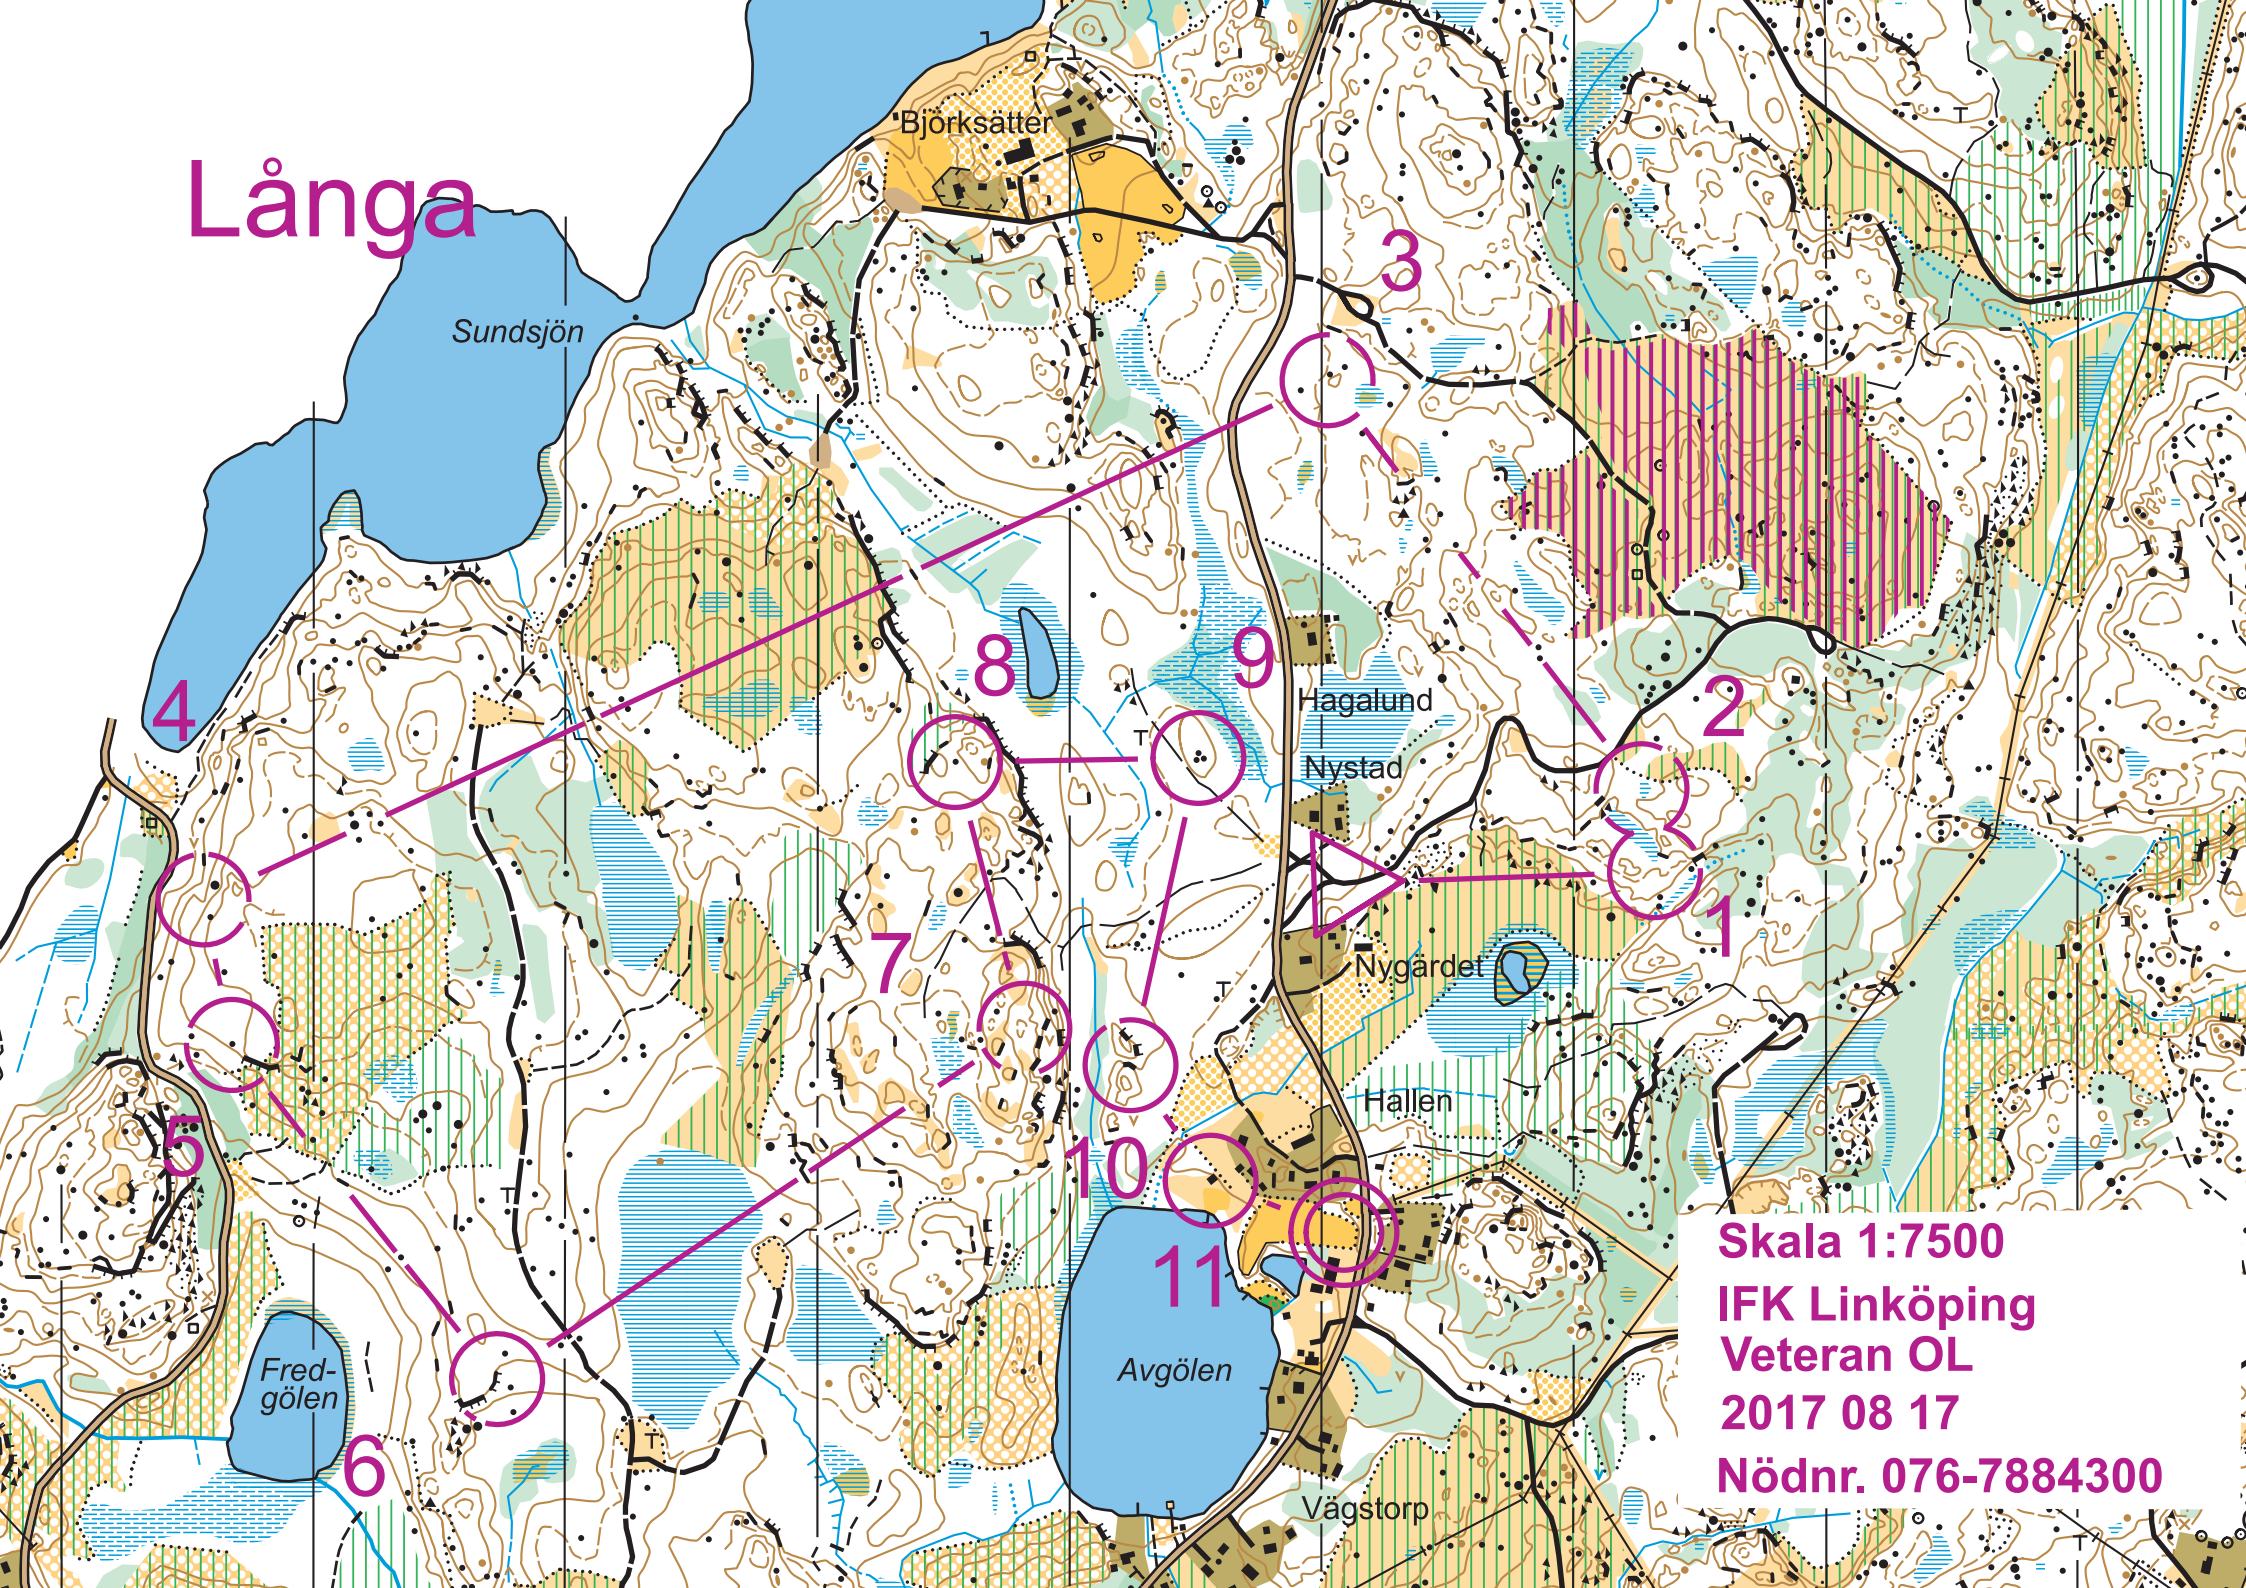 Långa
Björksätter
3
Sundsjön
8
9
4
Hagalund
2
Nystad
7
1
Nygärdet
Hallen
5
10
11
Skala 1:7500
IFK Linköping
Veteran OL
2017 08 17
Nödnr. 076-7884300
Fred-
gölen
Avgölen
6
Vägstorp